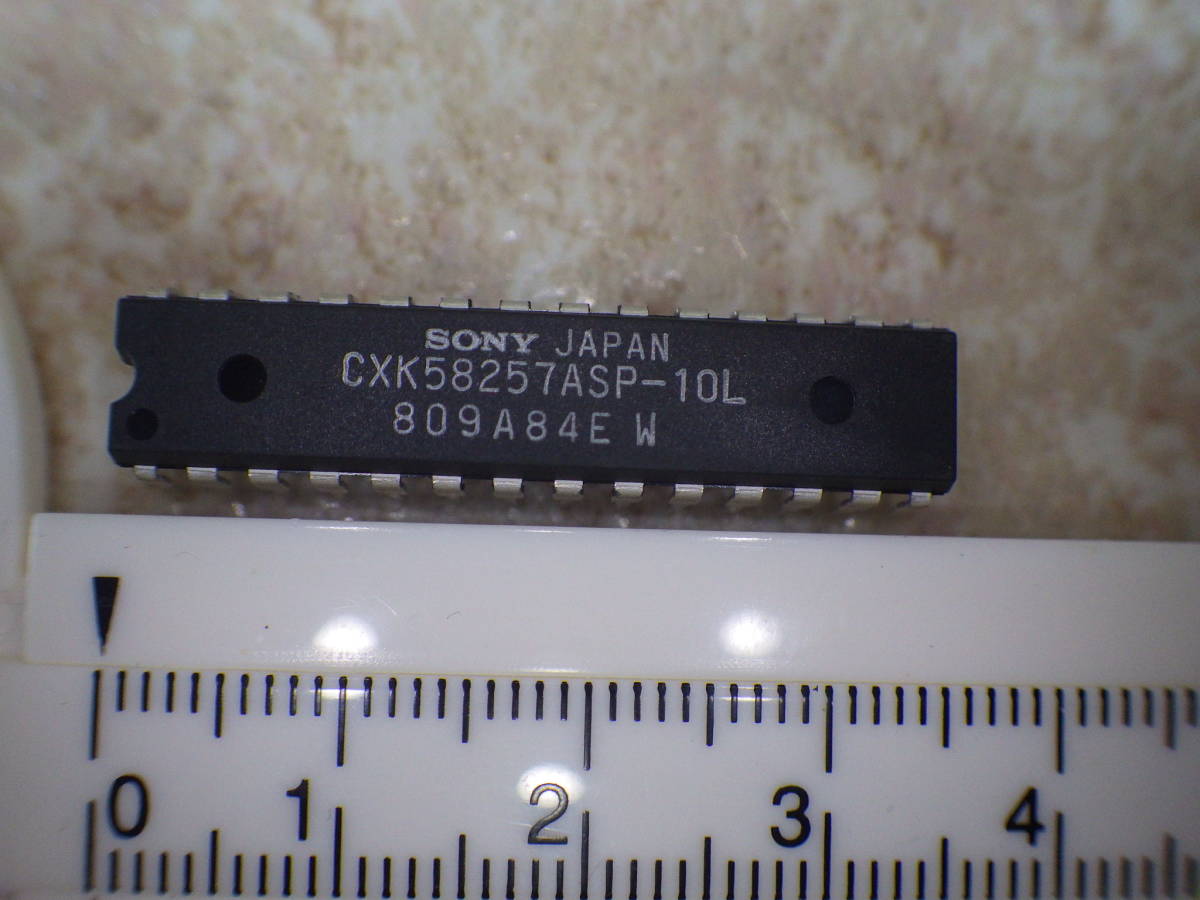 SONY JAPAN
CXK58257ASP-10L
809A84E W
0 1 2 3 4